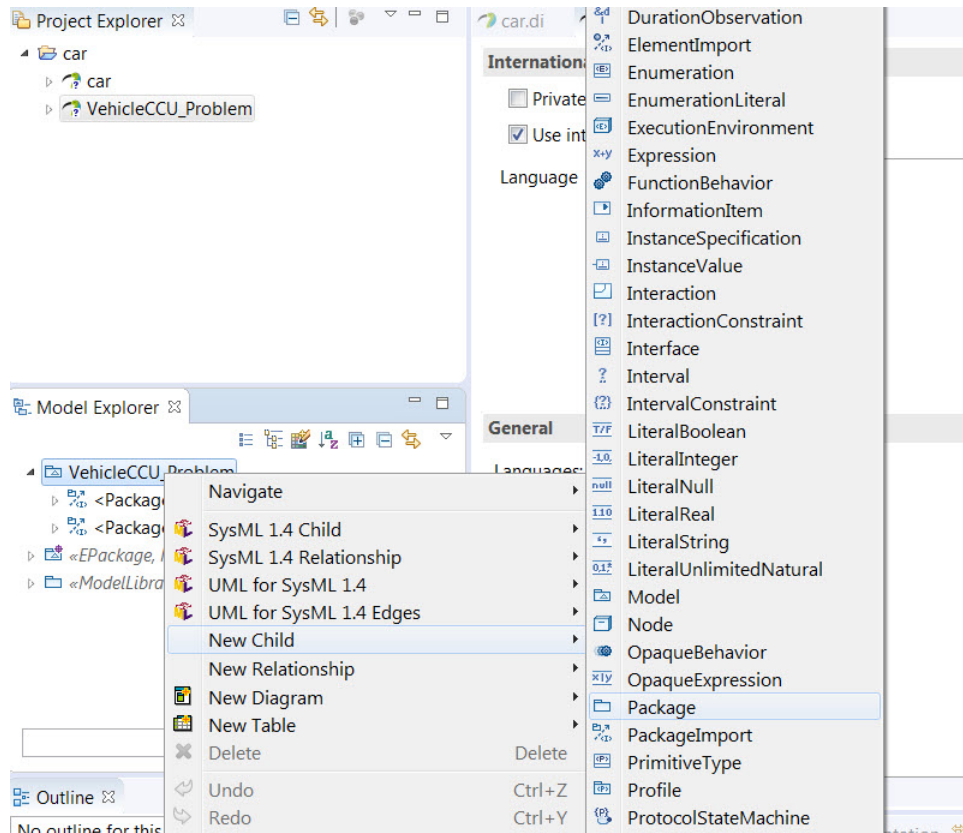 Project Explorer
car
car
VehicleCCU_Problem
car.di
Internation
Private
Use int
Language
Model Explorer
VehicleCCU_Problem
<Packag
<Packag
«EPackage,
«ModelLibra
General
Languages:
Navigate
SysML 1.4 Child
SysML 1.4 Relationship
UML for SysML 1.4
UML for SysML 1.4 Edges
New Child
New Relationship
New Diagram
New Table
Delete Delete
Undo Ctrl+Z
Redo Ctrl+Y
DurationObservation
ElementImport
Enumeration
EnumerationLiteral
ExecutionEnvironment
Expression
FunctionBehavior
InformationItem
InstanceSpecification
InstanceValue
Interaction
InteractionConstraint
Interface
Interval
IntervalConstraint
LiteralBoolean
LiteralInteger
LiteralNull
LiteralReal
LiteralString
LiteralUnlimitedNatural
Model
Node
OpaqueBehavior
OpaqueExpression
Package
PackageImport
PrimitiveType
Profile
ProtocolStateMachine
Outline
No outline for this